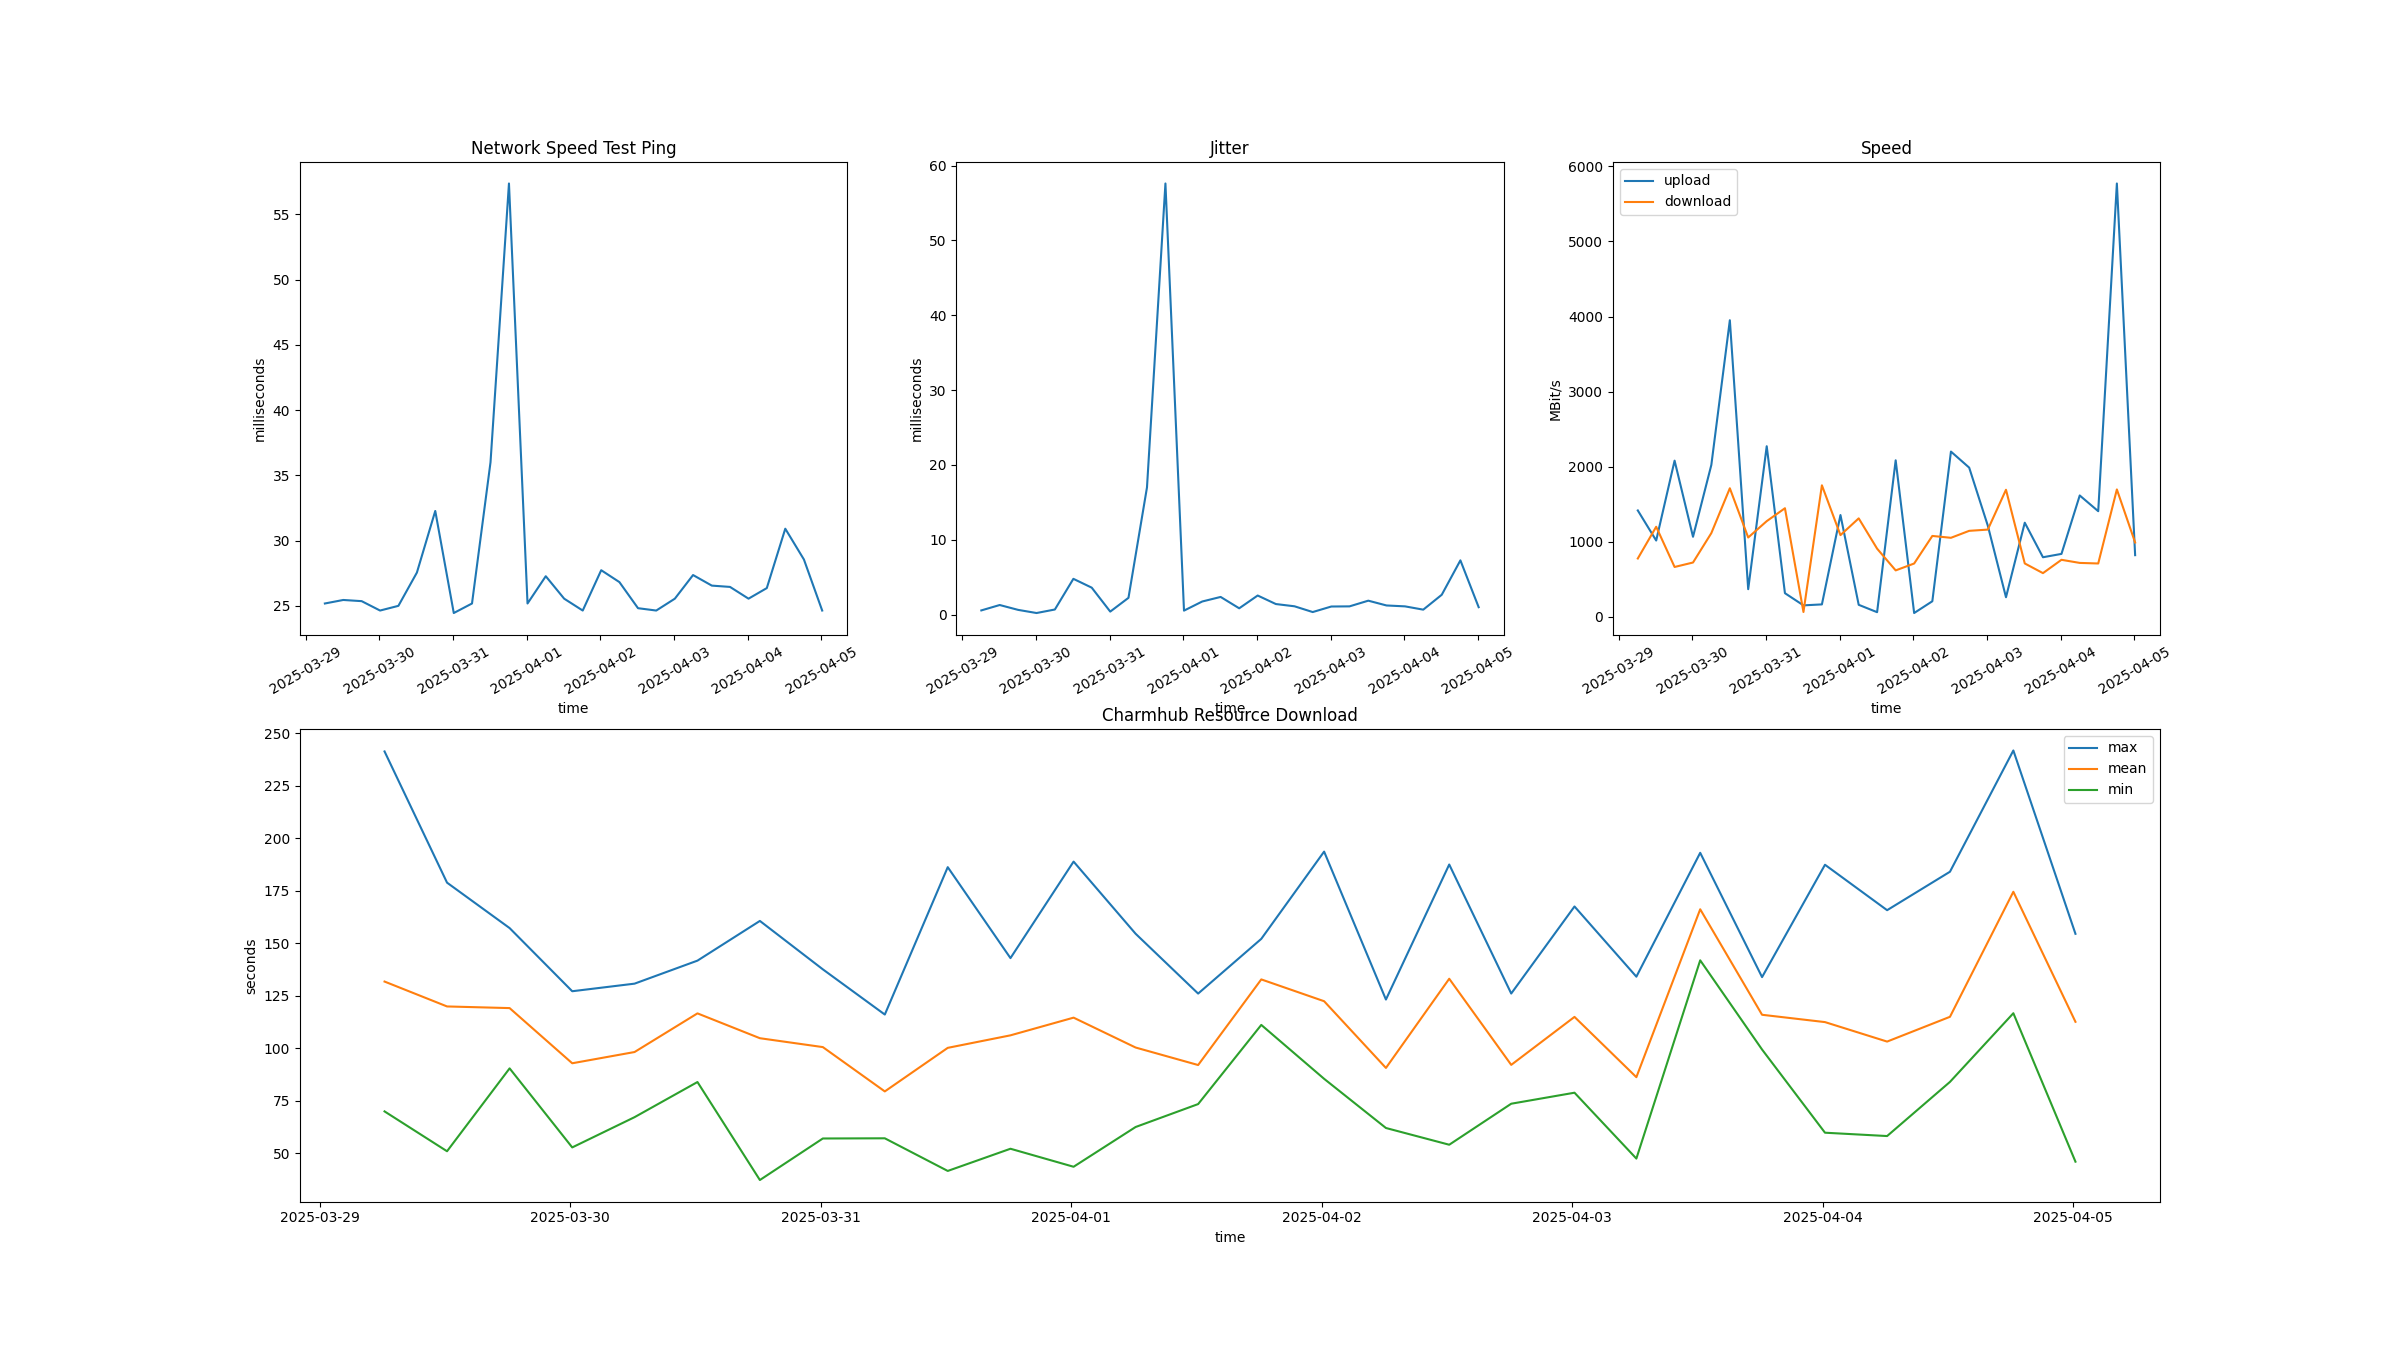 Network Speed Test Ping
55
50
45
40
35
30
25
milliseconds
2025-03-29 2025-03-30 2025-03-31 2025-04-01 2025-04-02 2025-04-03 2025-04-04 2025-04-05
time
Jitter
60
50
40
30
20
10
0
milliseconds
2025-03-29 2025-03-30 2025-03-31 2025-04-01 2025-04-02 2025-04-03 2025-04-04 2025-04-05
time
Speed
upload
download
6000
5000
4000
3000
2000
1000
0
MBit/s
2025-03-29 2025-03-30 2025-03-31 2025-04-01 2025-04-02 2025-04-03 2025-04-04 2025-04-05
time
Charmhub Resource Download
max
mean
min
250
225
200
175
150
125
100
75
50
seconds
2025-03-29 2025-03-30 2025-03-31 2025-04-01 2025-04-02 2025-04-03 2025-04-04 2025-04-05
time